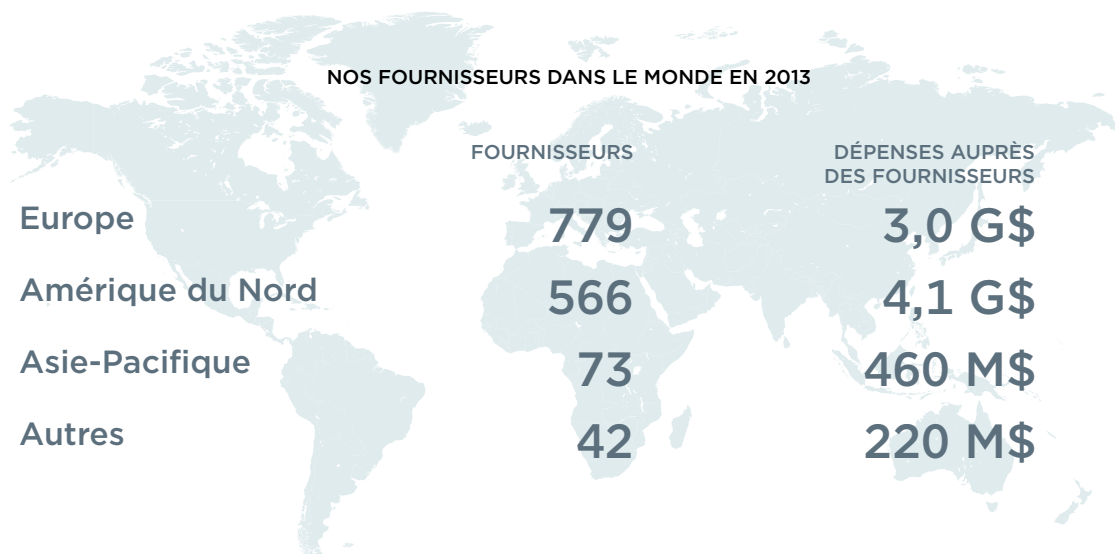 NOS FOURNISSEURS DANS LE MONDE EN 2013
FOURNISSEURS
DÉPENSES AUPRÈS
DES FOURNISSEURS
Europe 779 3,0 G$
Amérique du Nord 566 4,1 G$
Asie-Pacifique 73 460 M$
Autres 42 220 M$